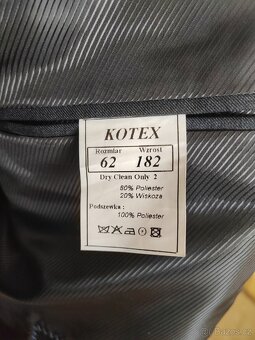 KOTEX
Rozmiar Wzrost
62 182
Dry Clean Only 2
80% Poliester
20% Wiskoza
Podszewka :
100% Poliester